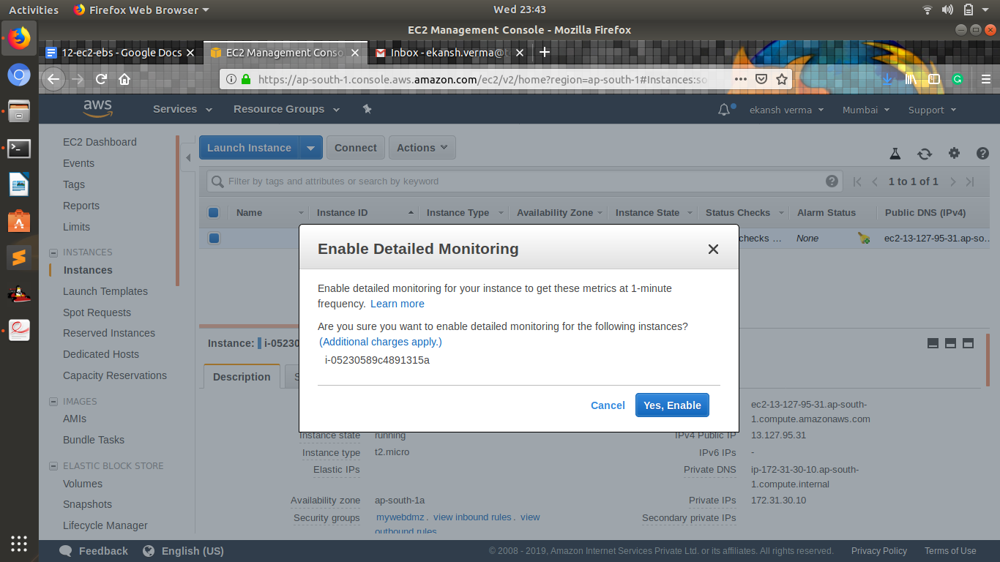 Activities
Firefox Web Browser
Wed 23:43
EC2 Management Console - Mozilla Firefox
12-ec2-ebs - Google Docs
EC2 Management Conso
Inbox - ekansh.verma@t
https://ap-south-1.console.aws.amazon.com/ec2/v2/home?region=ap-south-1#Instances:so
aws
Services
Resource Groups
ekansh verma
Mumbai
Support
EC2 Dashboard
Events
Tags
Reports
Limits
INSTANCES
Instances
Launch Templates
Spot Requests
Reserved Instances
Dedicated Hosts
Capacity Reservations
IMAGES
AMIs
Bundle Tasks
ELASTIC BLOCK STORE
Volumes
Snapshots
Lifecycle Manager
Launch Instance
Connect
Actions
Filter by tags and attributes or search by keyword
1 to 1 of 1
Name
Instance ID
Instance Type
Availability Zone
Instance State
Status Checks
Alarm Status
Public DNS (IPv4)
checks ...
None
ec2-13-127-95-31.ap-so...
Enable Detailed Monitoring
Enable detailed monitoring for your instance to get these metrics at 1-minute
frequency. Learn more
Are you sure you want to enable detailed monitoring for the following instances?
(Additional charges apply.)
i-05230589c4891315a
Cancel
Yes, Enable
Instance:
i-05230
Description
S
ec2-13-127-95-31.ap-south-
1.compute.amazonaws.com
Instance state
running
IPv4 Public IP
13.127.95.31
Instance type
t2.micro
IPv6 IPs
-
Elastic IPs
Private DNS
ip-172-31-30-10.ap-south-
1.compute.internal
Availability zone
ap-south-1a
Private IPs
172.31.30.10
Security groups
mywebdmz . view inbound rules . view
outbound rules
Secondary private IPs
Feedback
English (US)
© 2008 - 2019, Amazon Internet Services Private Ltd. or its affiliates. All rights reserved.
Privacy Policy
Terms of Use